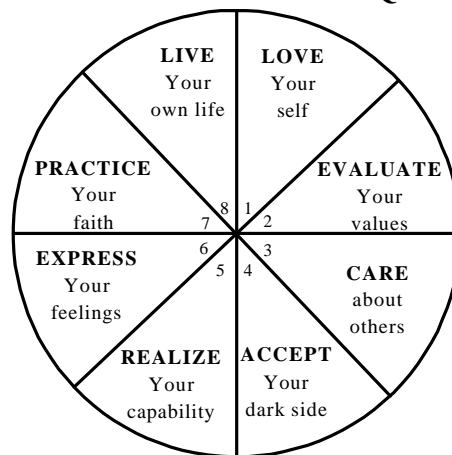 LOVE
Your
self
1
EVALUATE
Your
values
2
CARE
about
others
3
ACCEPT
Your
dark side
4
REALIZE
Your
capability
5
EXPRESS
Your
feelings
6
PRACTICE
Your
faith
7
LIVE
Your
own life
8